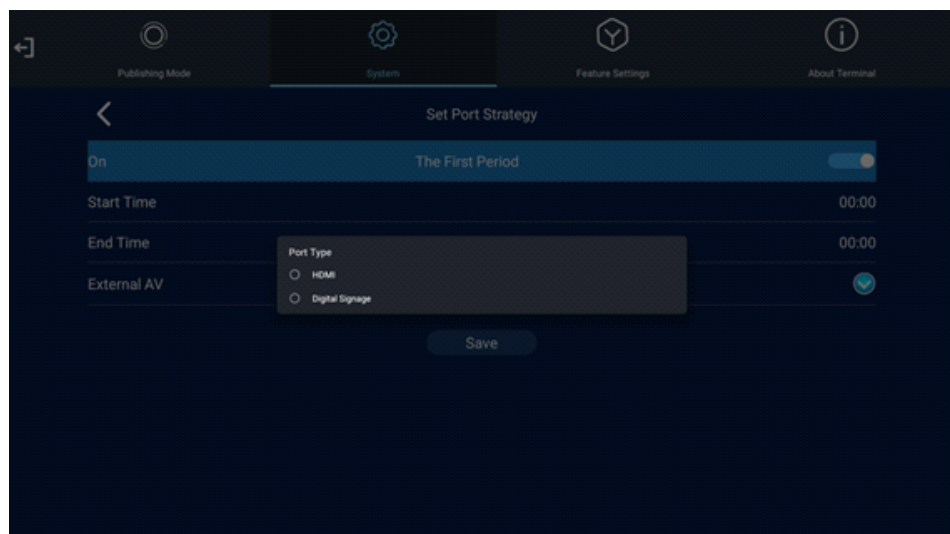 Publishing Mode
System
Feature Settings
About Terminal
Set Port Strategy
On The First Period
Start Time 00:00
End Time 00:00
External AV
Port Type
HDMI
Digital Signage
Save